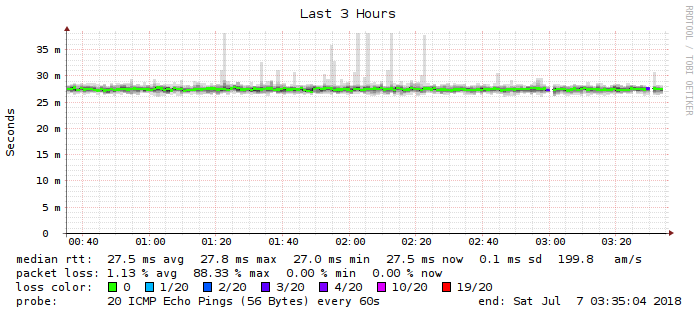 Last 3 Hours
RRDTOOL / TOBI OETIKER
Seconds
35 m
30 m
25 m
20 m
15 m
10 m
5 m
0
00:40 01:00 01:20 01:40 02:00 02:20 02:40 03:00 03:20
median rtt: 27.5 ms avg 27.8 ms max 27.0 ms min 27.5 ms now 0.1 ms sd 199.8 am/s
packet loss: 1.13 % avg 88.33 % max 0.00 % min 0.00 % now
loss color: 0 1/20 2/20 3/20 4/20 10/20 19/20
probe: 20 ICMP Echo Pings (56 Bytes) every 60s end: Sat Jul 7 03:35:04 2018